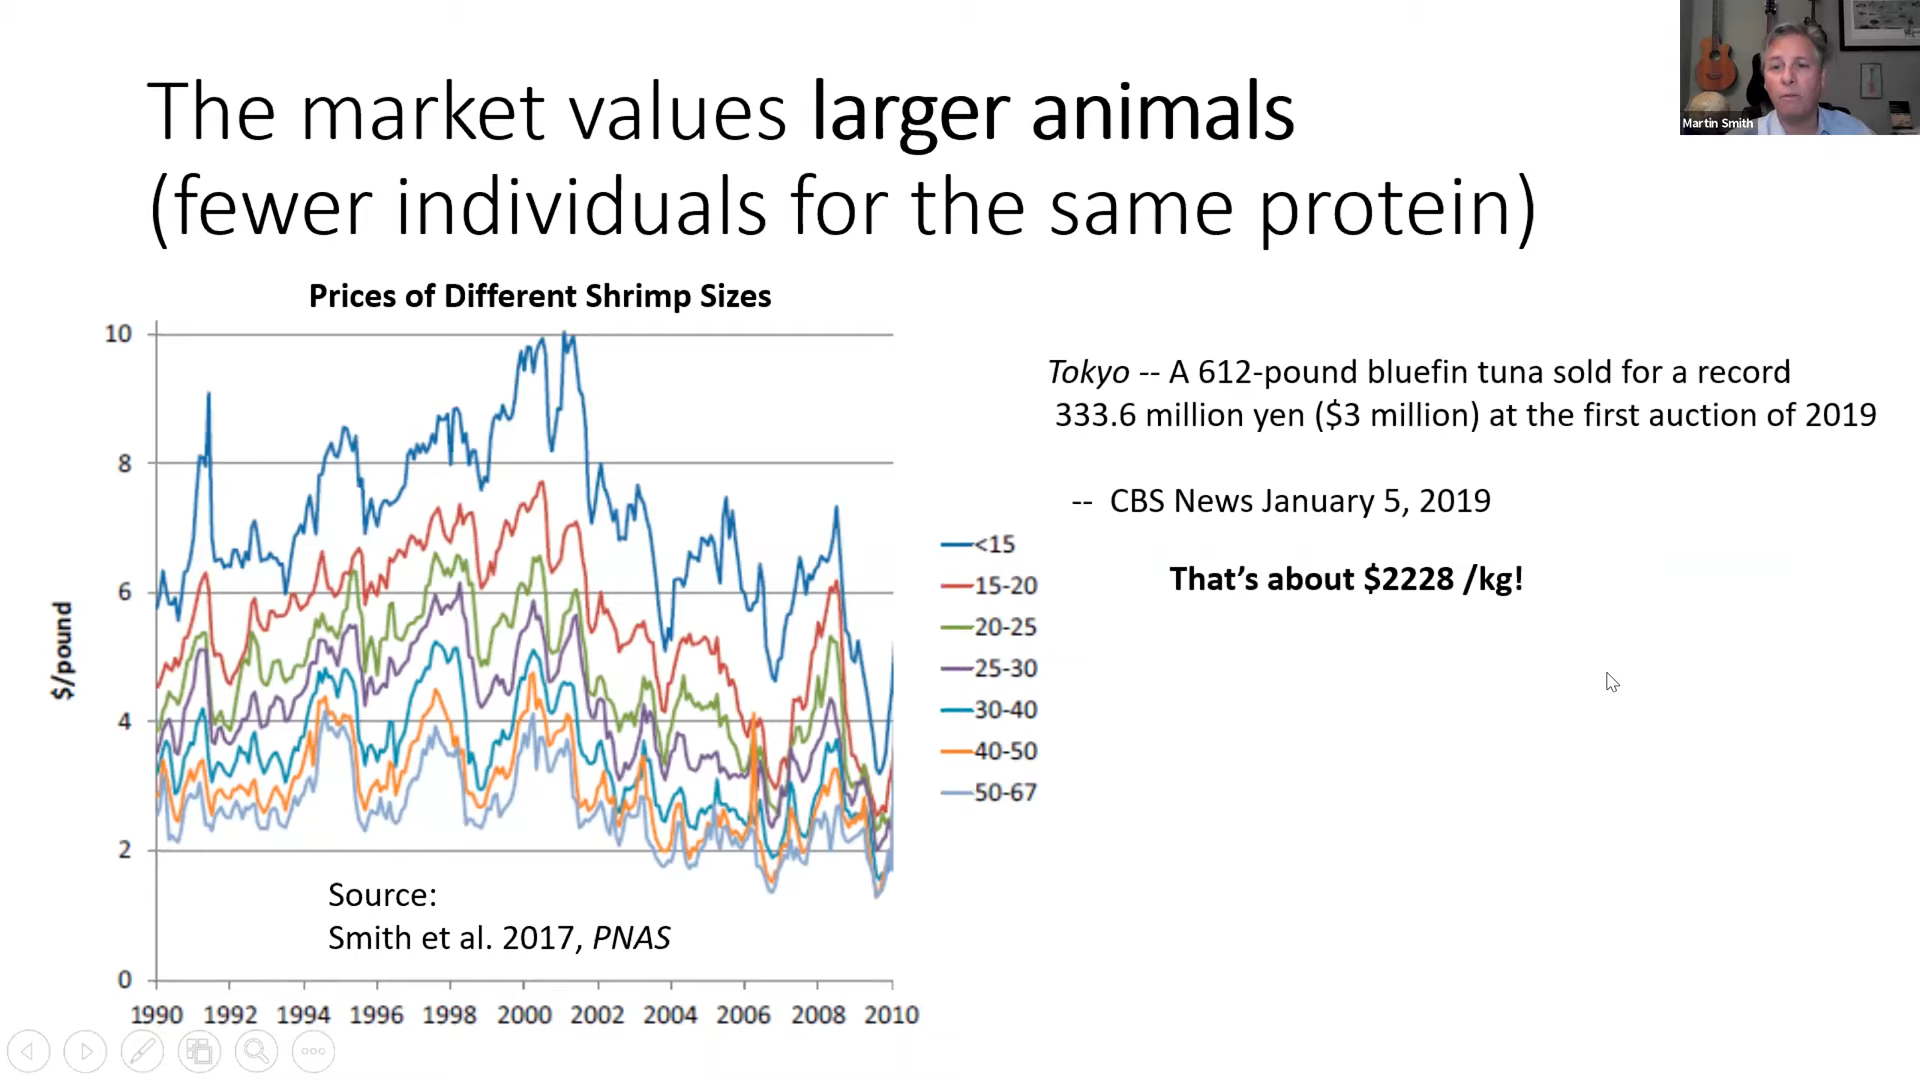 The market values larger animals
(fewer individuals for the same protein)
Martin Smith
Prices of Different Shrimp Sizes
$/pound
10
8
6
4
2
0
1990 1992 1994 1996 1998 2000 2002 2004 2006 2008 2010
<15
15-20
20-25
25-30
30-40
40-50
50-67
Source:
Smith et al. 2017, PNAS
Tokyo -- A 612-pound bluefin tuna sold for a record
333.6 million yen ($3 million) at the first auction of 2019
-- CBS News January 5, 2019
That’s about $2228 /kg!